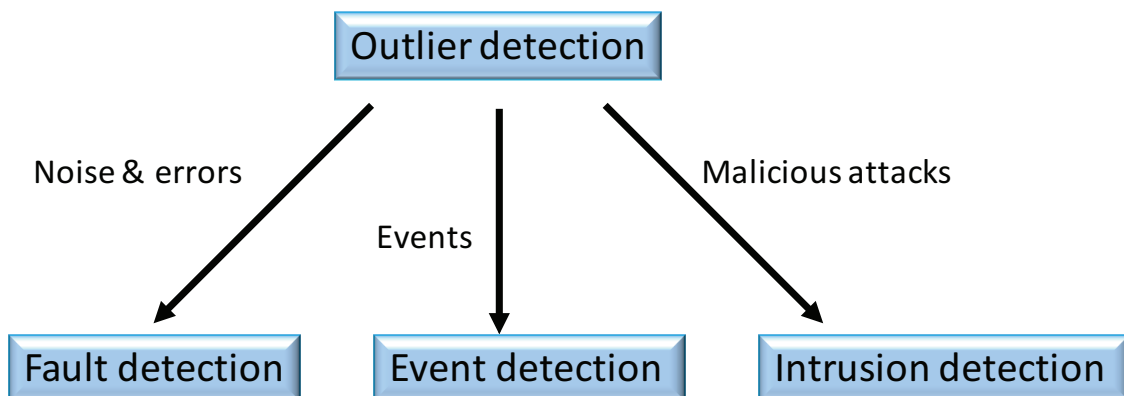 Outlier detection
Noise & errors
Malicious attacks
Events
Fault detection
Event detection
Intrusion detection